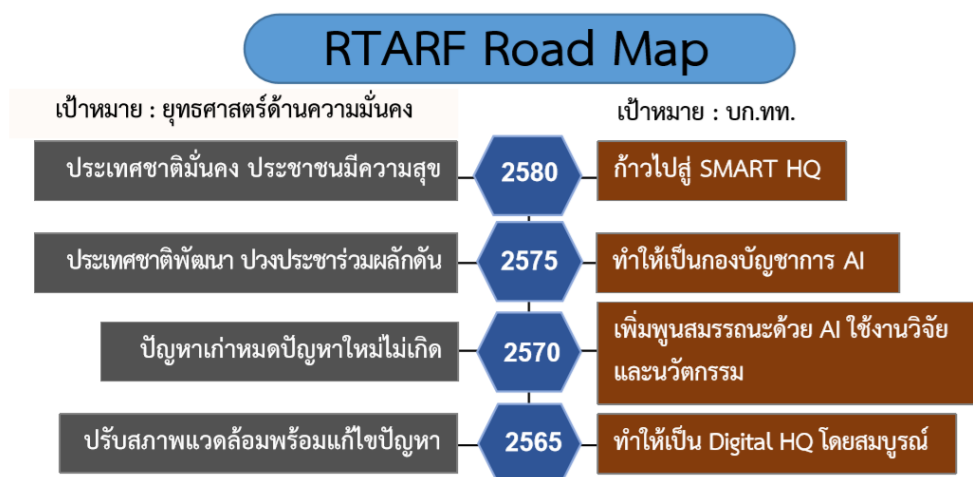 RTARF Road Map
เป้าหมาย : ยุทธศาสตร์ด้านความมั่นคง
เป้าหมาย : บก.ทท.
ประเทศชาติมั่นคง ประชาชนมีความสุข
2580
ก้าวไปสู่ SMART HQ
ประเทศชาติพัฒนา ปวงประชาร่วมผลักดัน
2575
ทำให้เป็นกองบัญชาการ AI
ปัญหาเก่าหมดปัญหาใหม่ไม่เกิด
2570
เพิ่มพูนสมรรถนะด้วย AI ใช้งานวิจัย
และนวัตกรรม
ปรับสภาพแวดล้อมพร้อมแก้ไขปัญหา
2565
ทำให้เป็น Digital HQ โดยสมบูรณ์